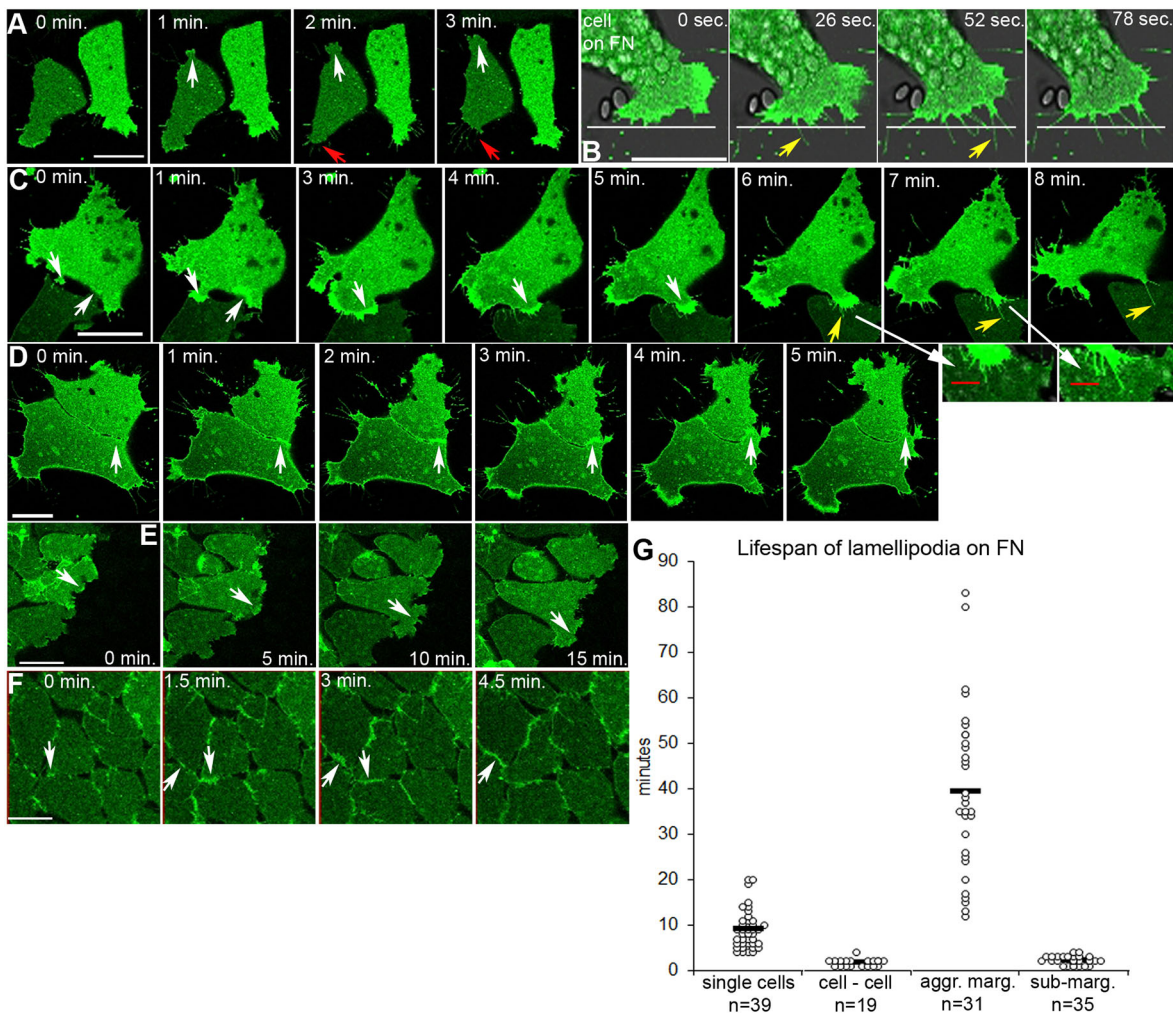 A
0 min.
1 min.
2 min.
3 min.
cell
on FN
0 sec.
26 sec.
52 sec.
78 sec.
B
C
0 min.
1 min.
3 min.
4 min.
5 min.
6 min.
7 min.
8 min.
D
0 min.
1 min.
2 min.
3 min.
4 min.
5 min.
E
0 min.
5 min.
10 min.
15 min.
F
0 min.
1.5 min.
3 min.
4.5 min.
G
Lifespan of lamellipodia on FN
minutes
90
80
70
60
50
40
30
20
10
0
single cells
cell - cell
aggr. marg.
sub-marg.
n=39
n=19
n=31
n=35